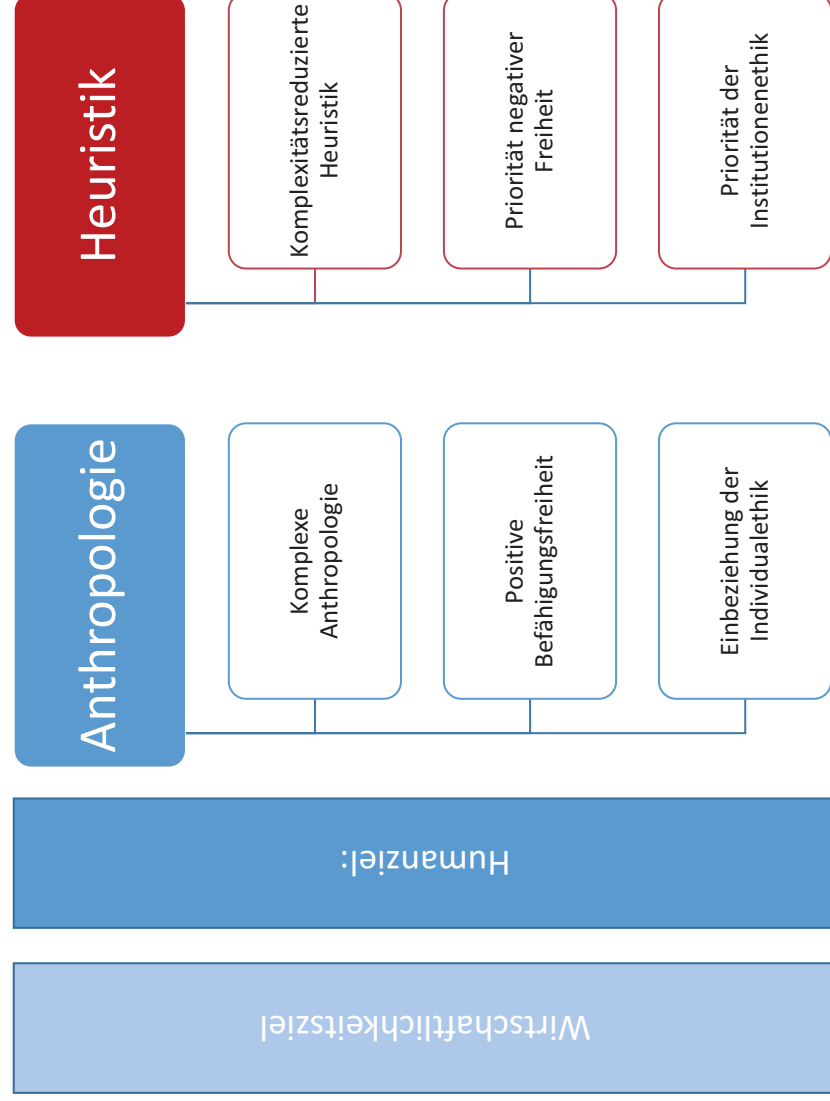 Wirtschaftlichkeitsziel
Humanziel:
Anthropologie
Komplexe
Anthropologie
Positive
Befähigungsfreiheit
Einbeziehung der
Individualethik
Heuristik
Komplexitätsreduzierte
Heuristik
Priorität negativer
Freiheit
Priorität der
Institutionenethik